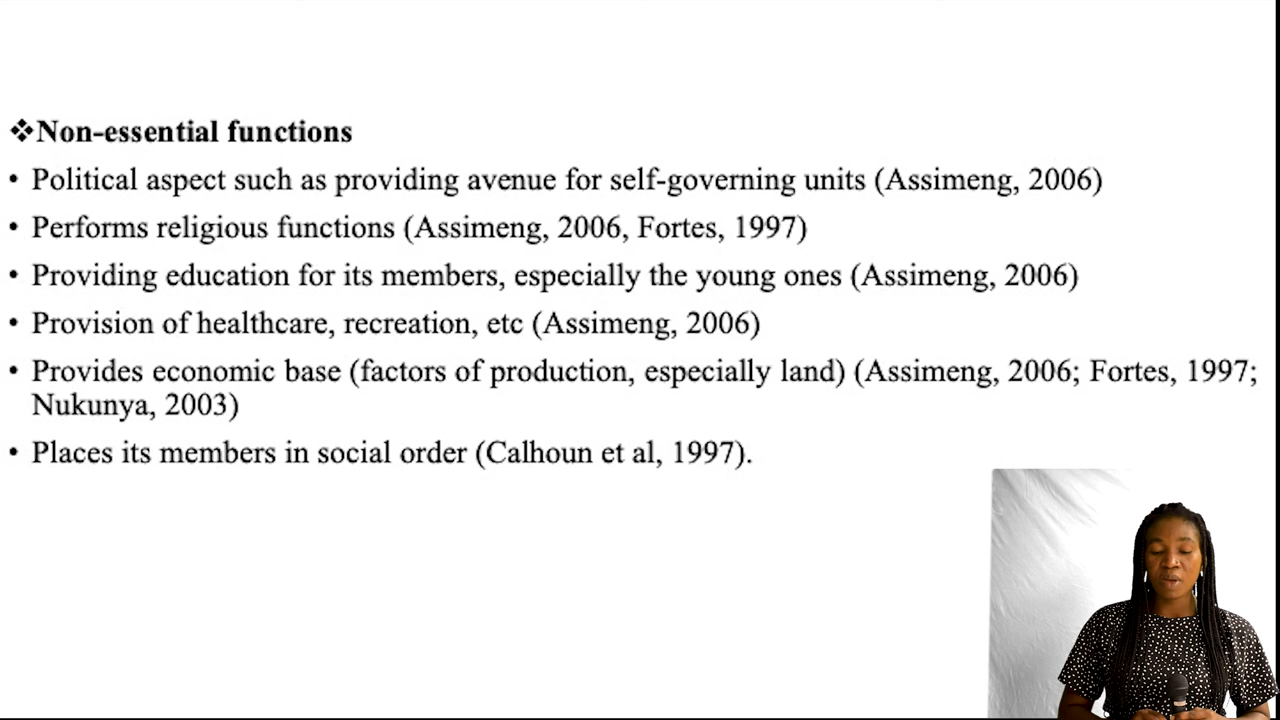 ❖Non-essential functions
• Political aspect such as providing avenue for self-governing units (Assimeng, 2006)
• Performs religious functions (Assimeng, 2006, Fortes, 1997)
• Providing education for its members, especially the young ones (Assimeng, 2006)
• Provision of healthcare, recreation, etc (Assimeng, 2006)
• Provides economic base (factors of production, especially land) (Assimeng, 2006; Fortes, 1997;
Nukunya, 2003)
• Places its members in social order (Calhoun et al, 1997).